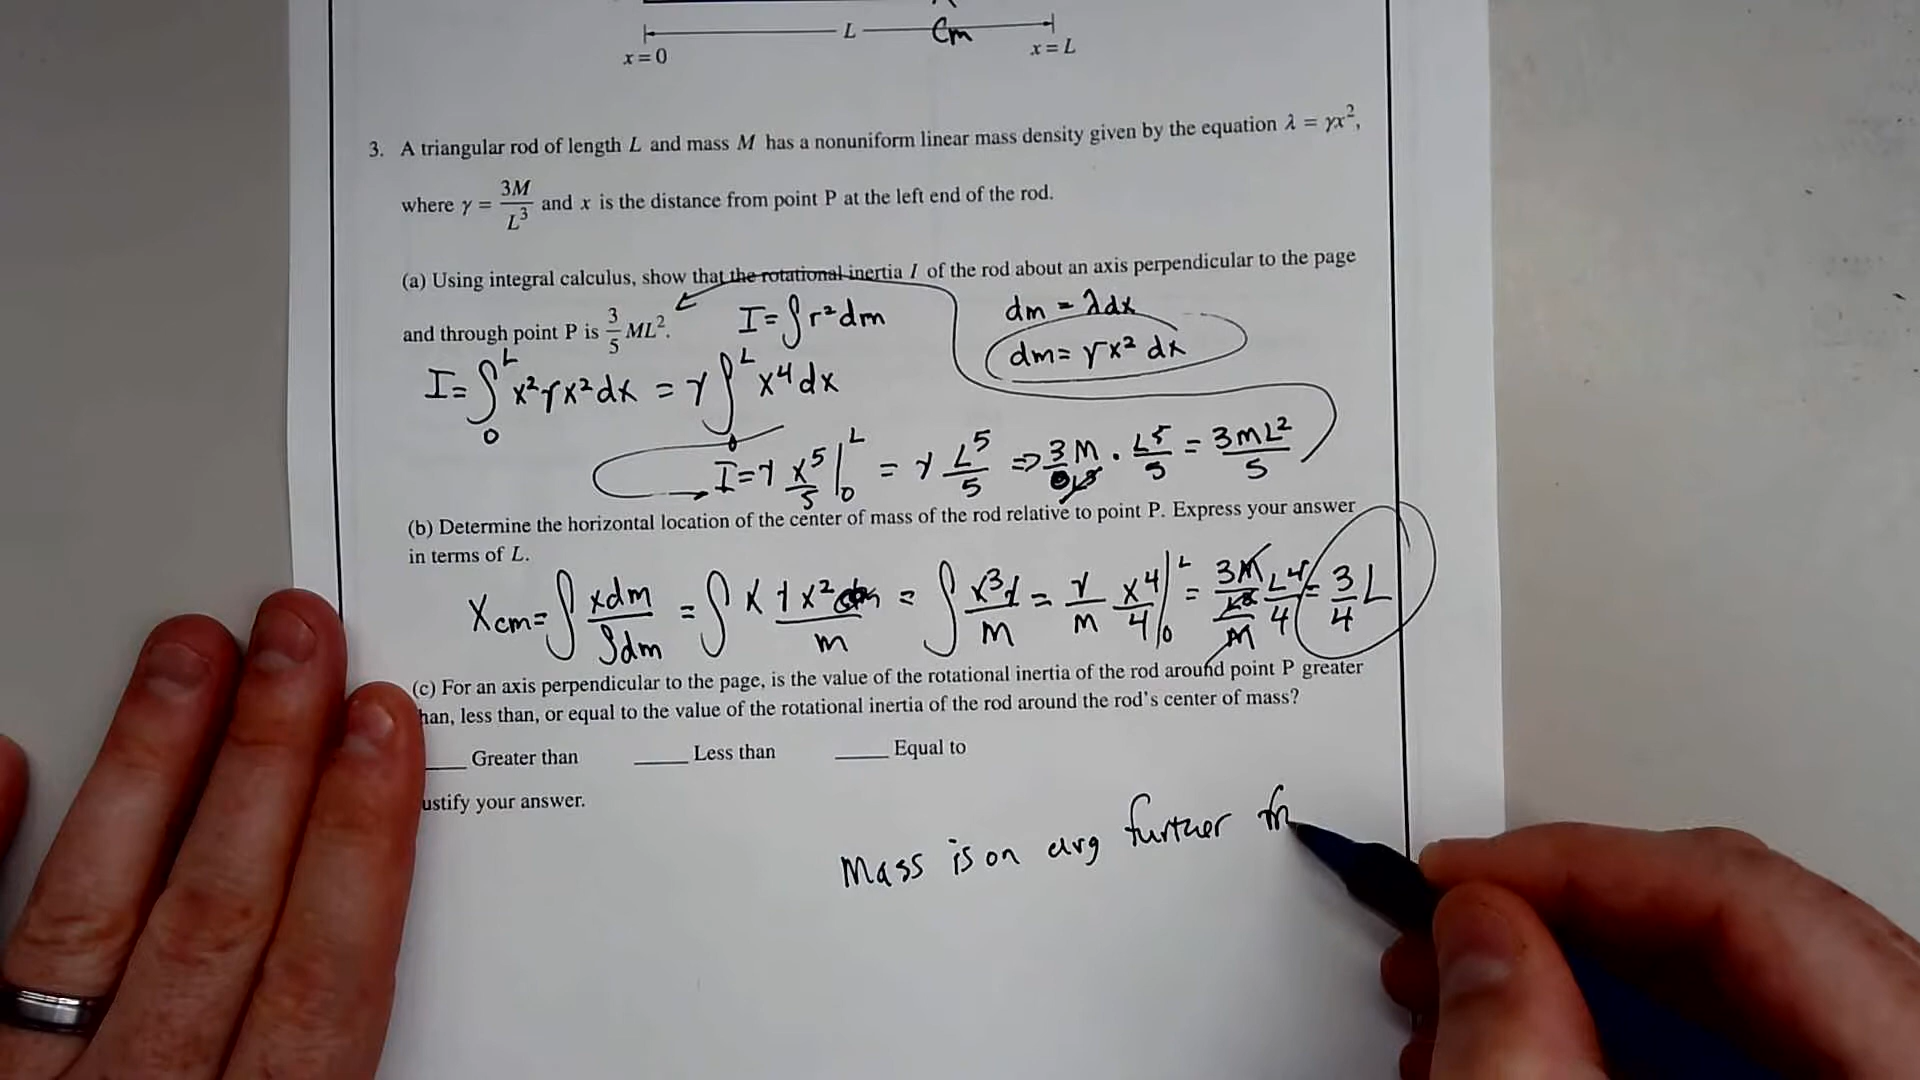 L Cm
x = 0 x = L
3. A triangular rod of length L and mass M has a nonuniform linear mass density given by the equation λ = γx²,
where γ = 3M/L³ and x is the distance from point P at the left end of the rod.
(a) Using integral calculus, show that the rotational inertia I of the rod about an axis perpendicular to the page
and through point P is 3/5 ML².
I = ∫r²dm
dm = λdx
dm = γx² dx
I = ∫₀ᴸ x²γx²dx = γ∫₀ᴸ x⁴dx
I = γ x⁵/5 |₀ᴸ = γ L⁵/5 ⇒ 3M/L³ · L⁵/5 = 3mL²/5
(b) Determine the horizontal location of the center of mass of the rod relative to point P. Express your answer
in terms of L.
Xcm = ∫xdm/∫dm = ∫ x γ x² dx/m = ∫ x³γ/m = γ/m x⁴/4 |₀ᴸ = 3M/L³/M L⁴/4 = 3/4 L
(c) For an axis perpendicular to the page, is the value of the rotational inertia of the rod around point P greater
han, less than, or equal to the value of the rotational inertia of the rod around the rod's center of mass?
____ Greater than ____ Less than ____ Equal to
ustify your answer.
Mass is on avg further fr